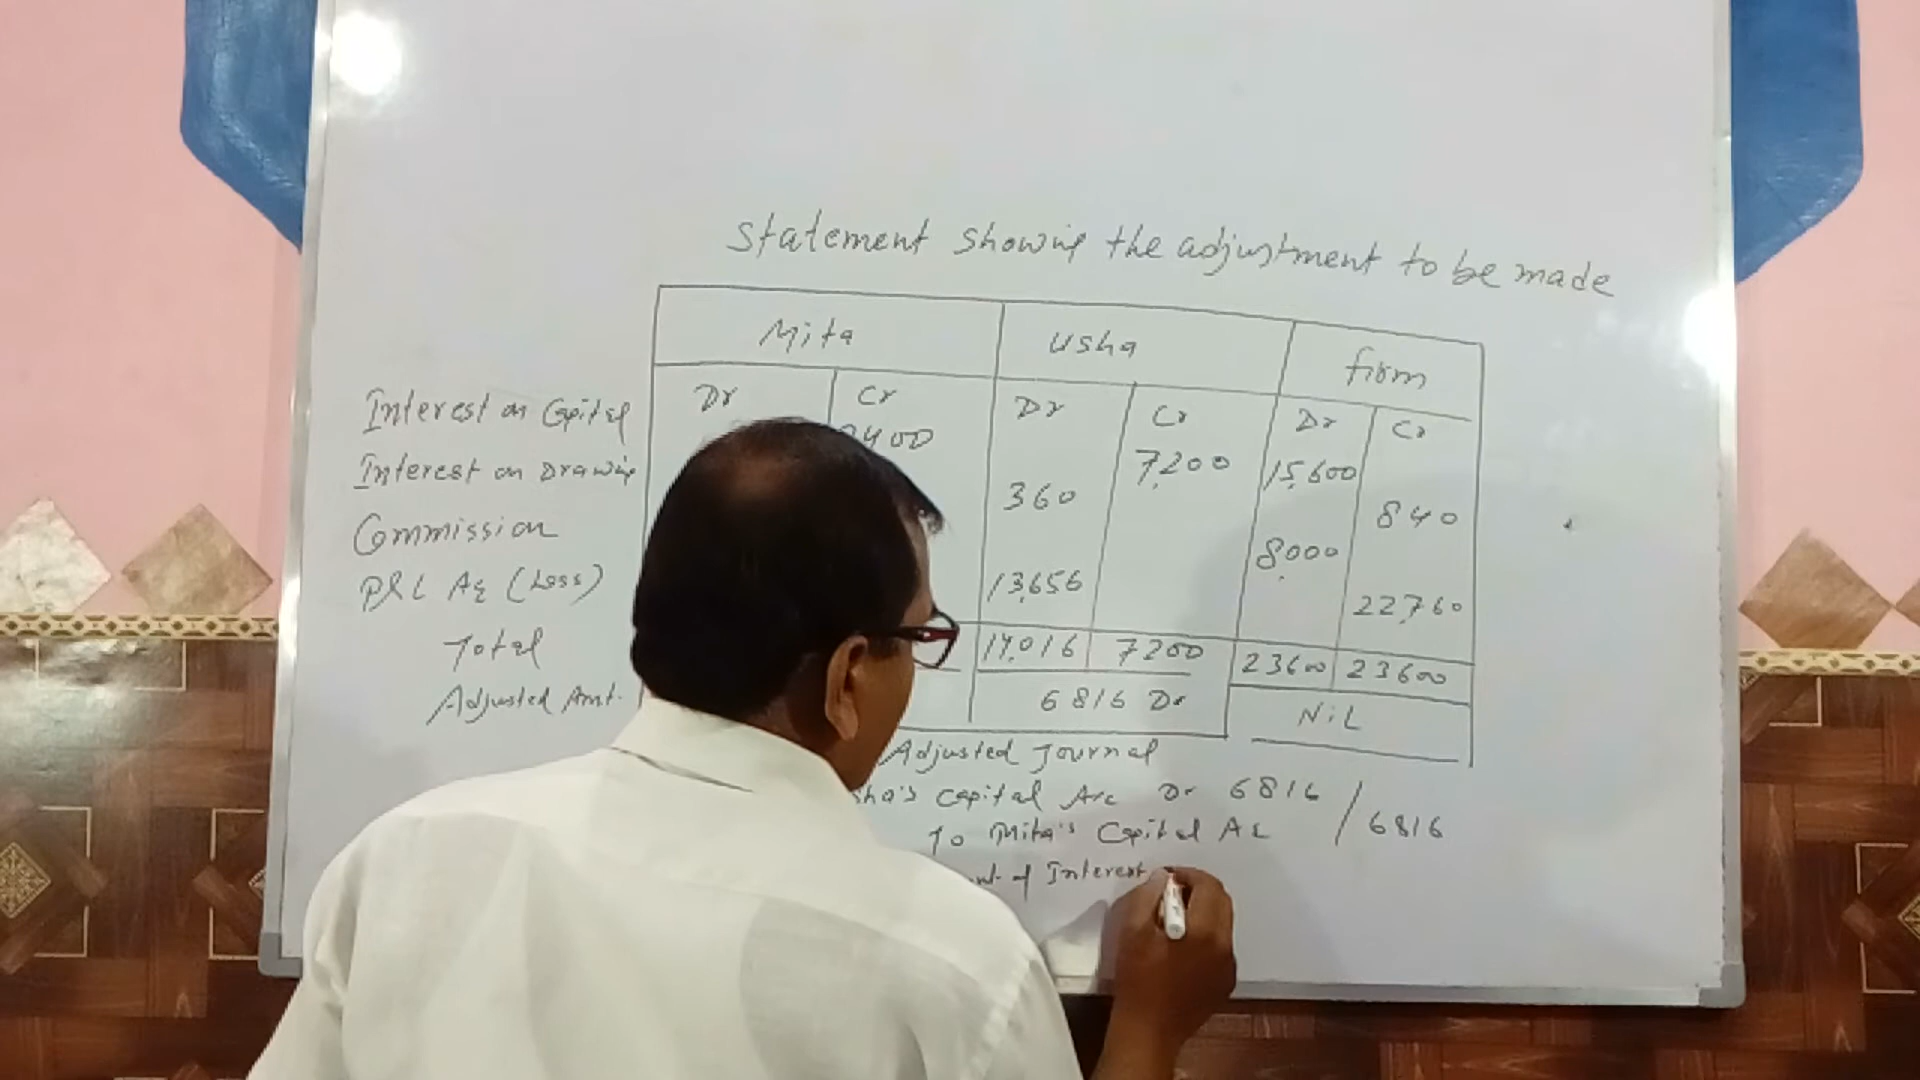 Statement showing the adjustment to be made
Mita Usha firm
Dr Cr Dr Cr Dr Cr
Interest on Capital 400 7,200 15,600
Interest on Drawing 360 840
Commission 8,000
P&L A/c (Loss) 13,656 22,760
Total 14,016 7200 23600 23600
Adjusted Amt. 6816 Dr NiL
Adjusted Journal
sha's Capital A/c Dr 6816
To Mita's Capital A/c 6816
of Interest